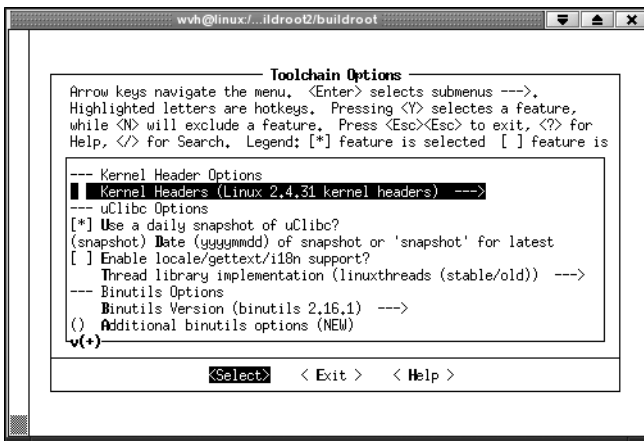 wvh@linux:/...ildroot2/buildroot
Toolchain Options
Arrow keys navigate the menu. <Enter> selects submenus --->.
Highlighted letters are hotkeys. Pressing <Y> selectes a feature,
while <N> will exclude a feature. Press <Esc><Esc> to exit, <?> for
Help, </> for Search. Legend: [*] feature is selected [ ] feature is
--- Kernel Header Options
Kernel Headers (Linux 2.4.31 kernel headers) --->
--- uClibc Options
[*] Use a daily snapshot of uClibc?
(snapshot) Date (yyyymmdd) of snapshot or 'snapshot' for latest
[ ] Enable locale/gettext/i18n support?
Thread library implementation (linuxthreads (stable/old)) --->
--- Binutils Options
Binutils Version (binutils 2.16.1) --->
() Additional binutils options (NEW)
v(+)
<Select> < Exit > < Help >